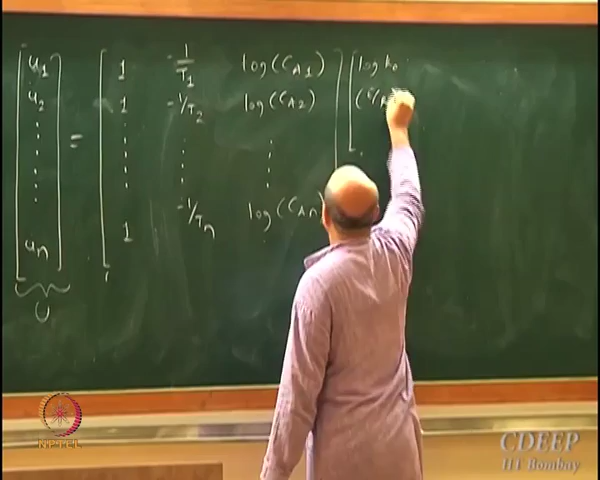 u1 1 -1/T1 log(CA1) log k0
u2 = 1 -1/T2 log(CA2) (E/R
un 1 -1/Tn log(CAn
U
NPTEL
CDEEP
IIT Bombay